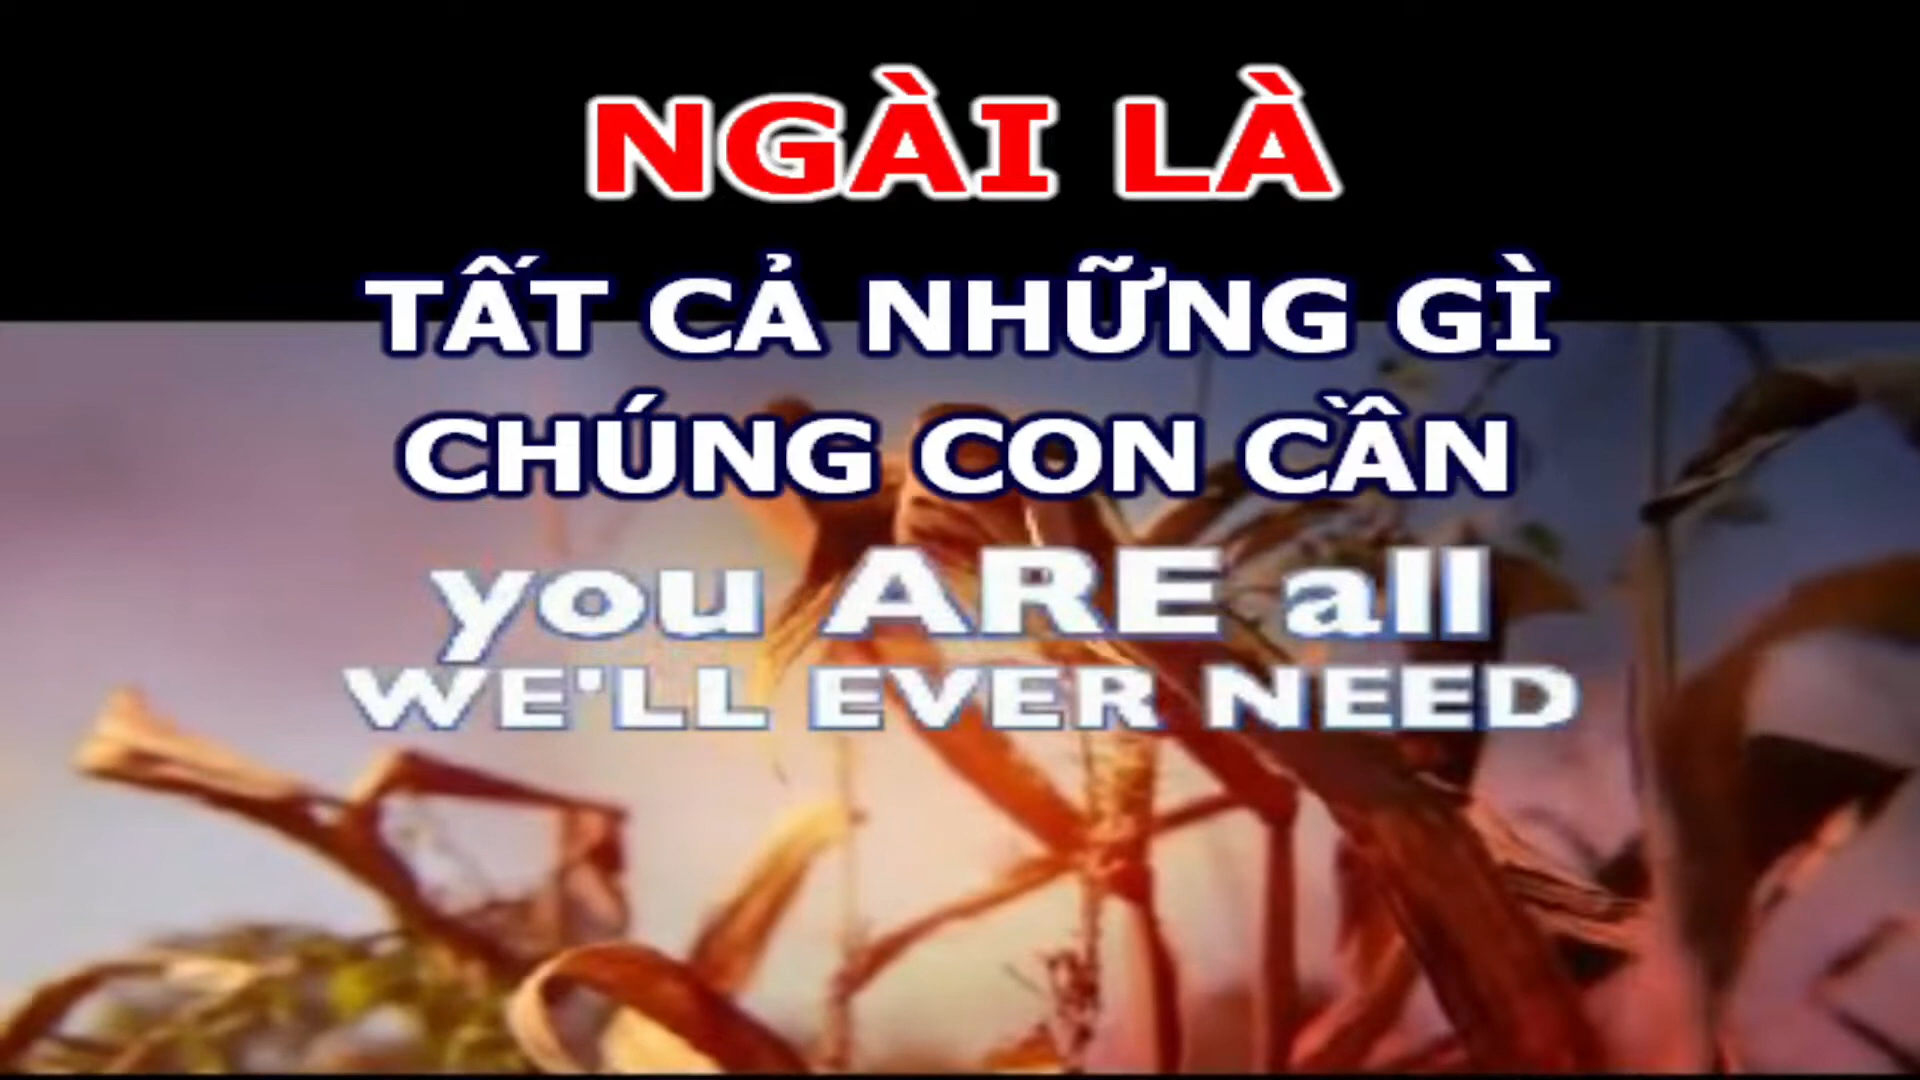 NGÀI LÀ
TẤT CẢ NHỮNG GÌ
CHÚNG CON CẦN
you ARE all
WE'LL EVER NEED